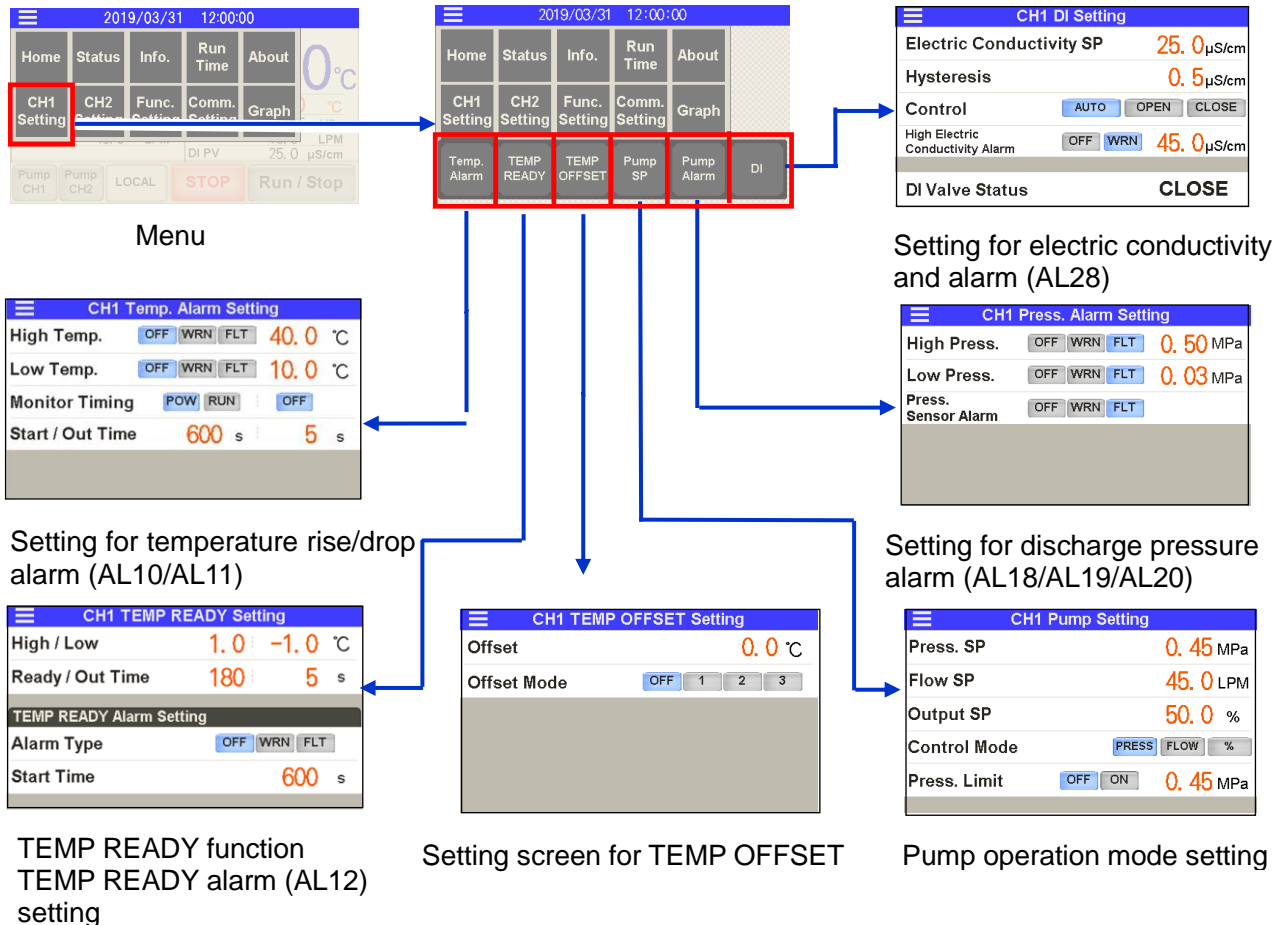 2019/03/31 12:00:00
Home Status Info. Run Time About
CH1 Setting CH2 Setting Func. Setting Comm. Setting Graph
0℃
℃
LPM LPM
DI PV 25.0 μS/cm
Pump CH1 Pump CH2 LOCAL STOP Run / Stop
Menu
2019/03/31 12:00:00
Home Status Info. Run Time About
CH1 Setting CH2 Setting Func. Setting Comm. Setting Graph
Temp. Alarm TEMP READY TEMP OFFSET Pump SP Pump Alarm DI
CH1 DI Setting
Electric Conductivity SP 25.0 μS/cm
Hysteresis 0.5 μS/cm
Control AUTO OPEN CLOSE
High Electric
Conductivity Alarm OFF WRN 45.0 μS/cm
DI Valve Status CLOSE
Setting for electric conductivity
and alarm (AL28)
CH1 Temp. Alarm Setting
High Temp. OFF WRN FLT 40.0 ℃
Low Temp. OFF WRN FLT 10.0 ℃
Monitor Timing POW RUN OFF
Start / Out Time 600 s 5 s
Setting for temperature rise/drop
alarm (AL10/AL11)
CH1 Press. Alarm Setting
High Press. OFF WRN FLT 0.50 MPa
Low Press. OFF WRN FLT 0.03 MPa
Press.
Sensor Alarm OFF WRN FLT
Setting for discharge pressure
alarm (AL18/AL19/AL20)
CH1 TEMP READY Setting
High / Low 1.0 -1.0 ℃
Ready / Out Time 180 5 s
TEMP READY Alarm Setting
Alarm Type OFF WRN FLT
Start Time 600 s
TEMP READY function
TEMP READY alarm (AL12)
setting
CH1 TEMP OFFSET Setting
Offset 0.0 ℃
Offset Mode OFF 1 2 3
Setting screen for TEMP OFFSET
CH1 Pump Setting
Press. SP 0.45 MPa
Flow SP 45.0 LPM
Output SP 50.0 %
Control Mode PRESS FLOW %
Press. Limit OFF ON 0.45 MPa
Pump operation mode setting